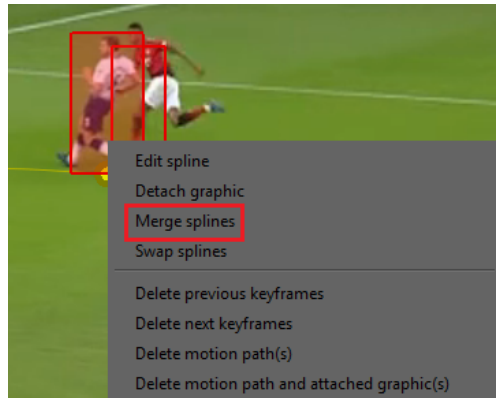 Edit spline
Detach graphic
Merge splines
Swap splines
Delete previous keyframes
Delete next keyframes
Delete motion path(s)
Delete motion path and attached graphic(s)